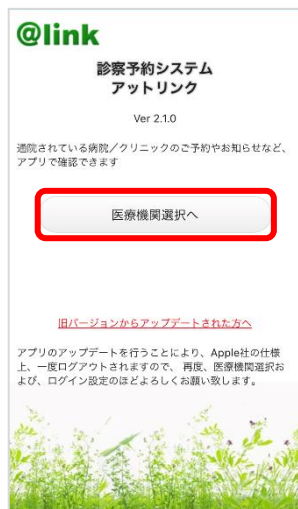 @link
診察予約システム
アットリンク
Ver 2.1.0
通院されている病院／クリニックのご予約やお知らせなど、
アプリで確認できます
医療機関選択へ
旧バージョンからアップデートされた方へ
アプリのアップデートを行うことにより、Apple社の仕様
上、一度ログアウトされますので、 再度、医療機関選択お
よび、ログイン設定のほどよろしくお願い致します。